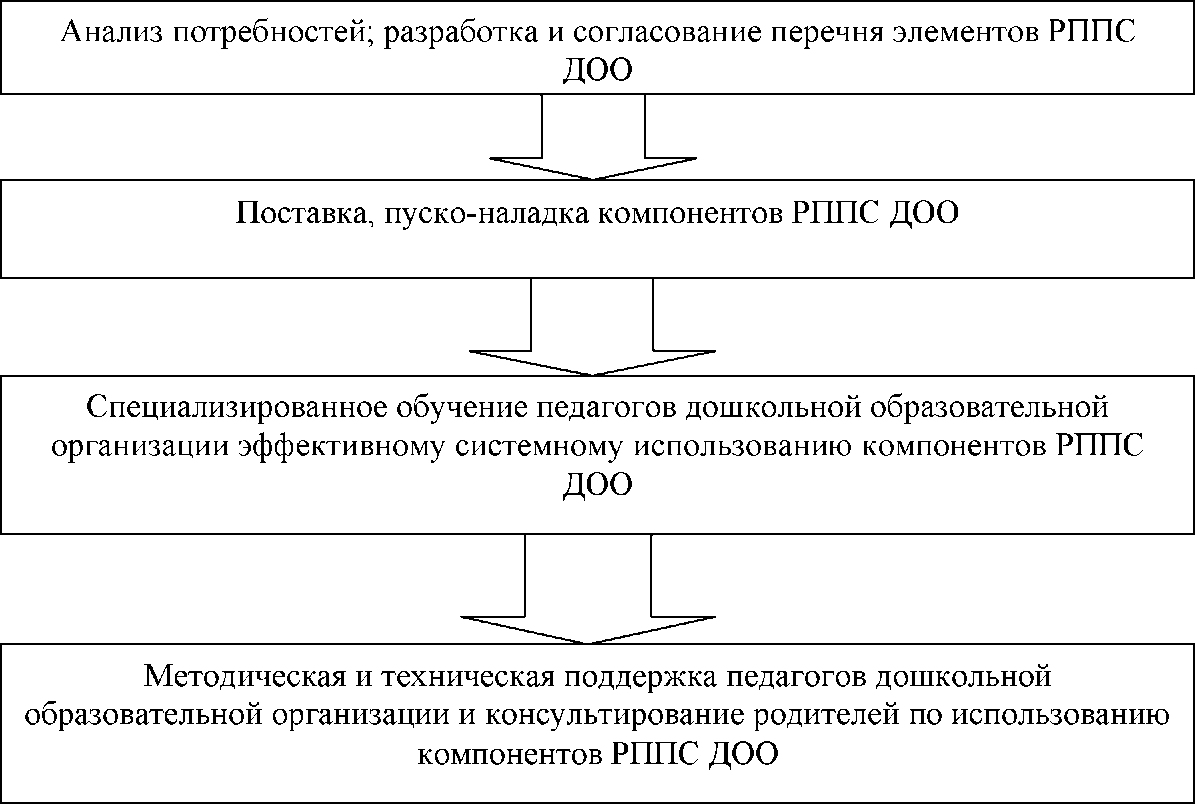 Анализ потребностей; разработка и согласование перечня элементов РППС
ДОО
Поставка, пуско-наладка компонентов РППС ДОО
Специализированное обучение педагогов дошкольной образовательной
организации эффективному системному использованию компонентов РППС
ДОО
Методическая и техническая поддержка педагогов дошкольной
образовательной организации и консультирование родителей по использованию
компонентов РППС ДОО